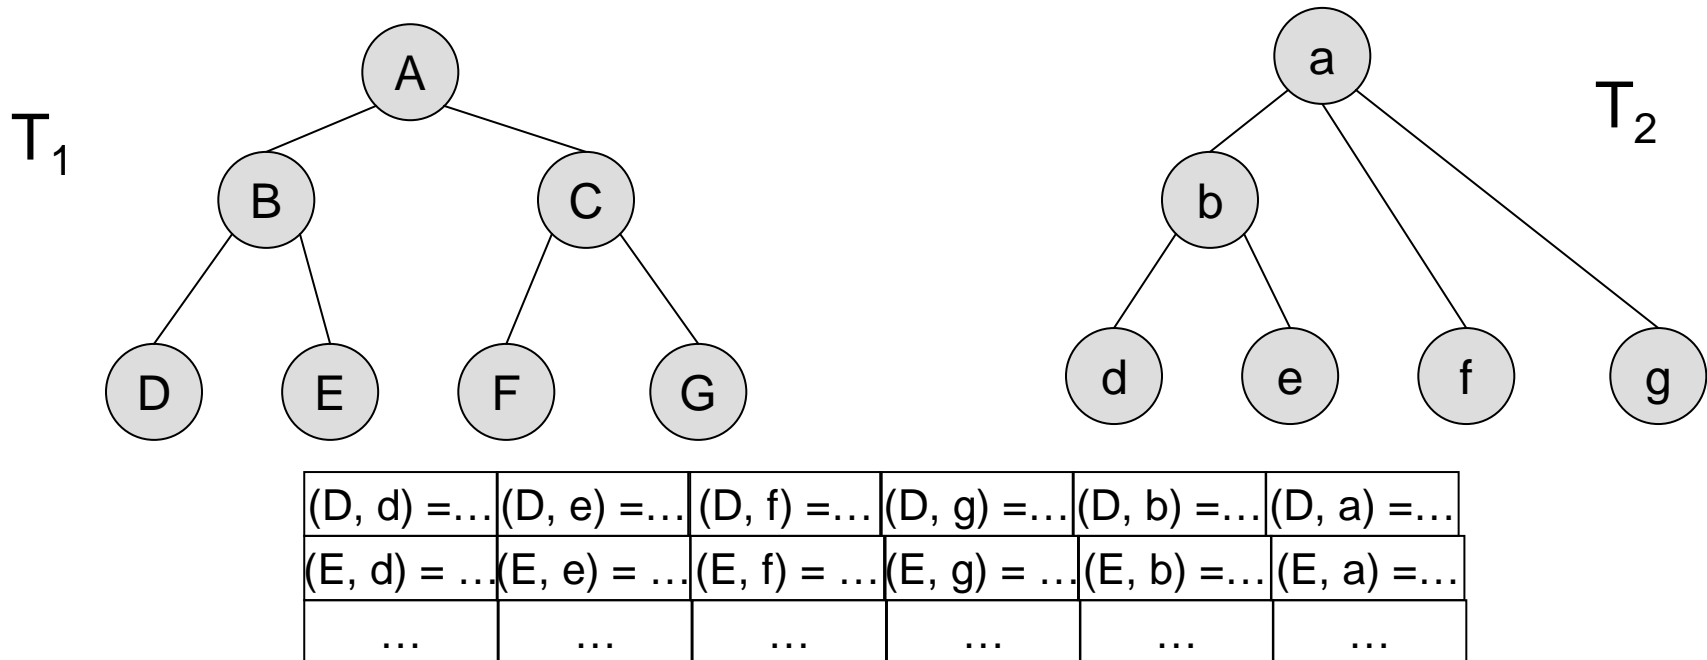 T1
A
B
C
D
E
F
G
T2
a
b
d
e
f
g
(D, d) =… (D, e) =… (D, f) =… (D, g) =… (D, b) =… (D, a) =…
(E, d) = … (E, e) = … (E, f) = … (E, g) = … (E, b) =… (E, a) =…
… … … … … …